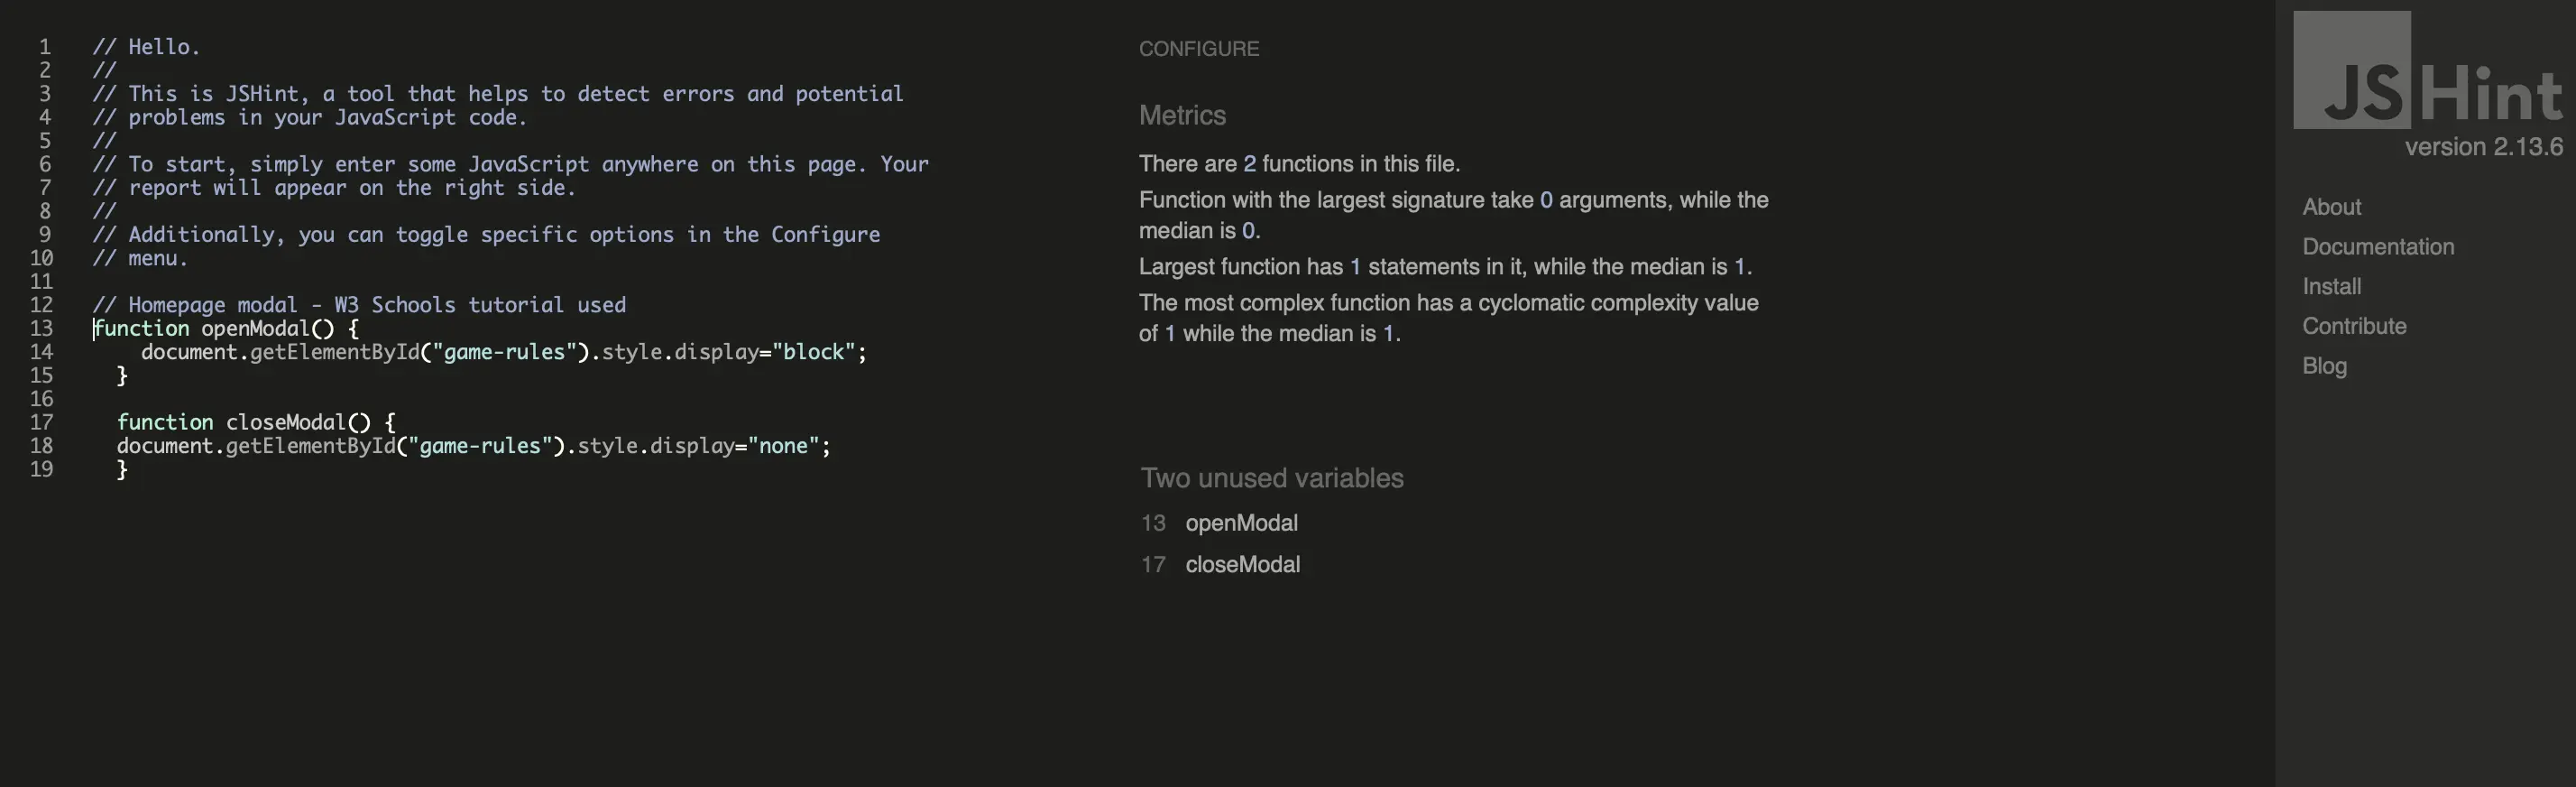 1 // Hello.
2 //
3 // This is JSHint, a tool that helps to detect errors and potential
4 // problems in your JavaScript code.
5 //
6 // To start, simply enter some JavaScript anywhere on this page. Your
7 // report will appear on the right side.
8 //
9 // Additionally, you can toggle specific options in the Configure
10 // menu.
11
12 // Homepage modal - W3 Schools tutorial used
13 function openModal() {
14     document.getElementById("game-rules").style.display="block";
15   }
16
17   function closeModal() {
18   document.getElementById("game-rules").style.display="none";
19   }
CONFIGURE
Metrics
There are 2 functions in this file.
Function with the largest signature take 0 arguments, while the
median is 0.
Largest function has 1 statements in it, while the median is 1.
The most complex function has a cyclomatic complexity value
of 1 while the median is 1.
Two unused variables
13 openModal
17 closeModal
JSHint
version 2.13.6
About
Documentation
Install
Contribute
Blog